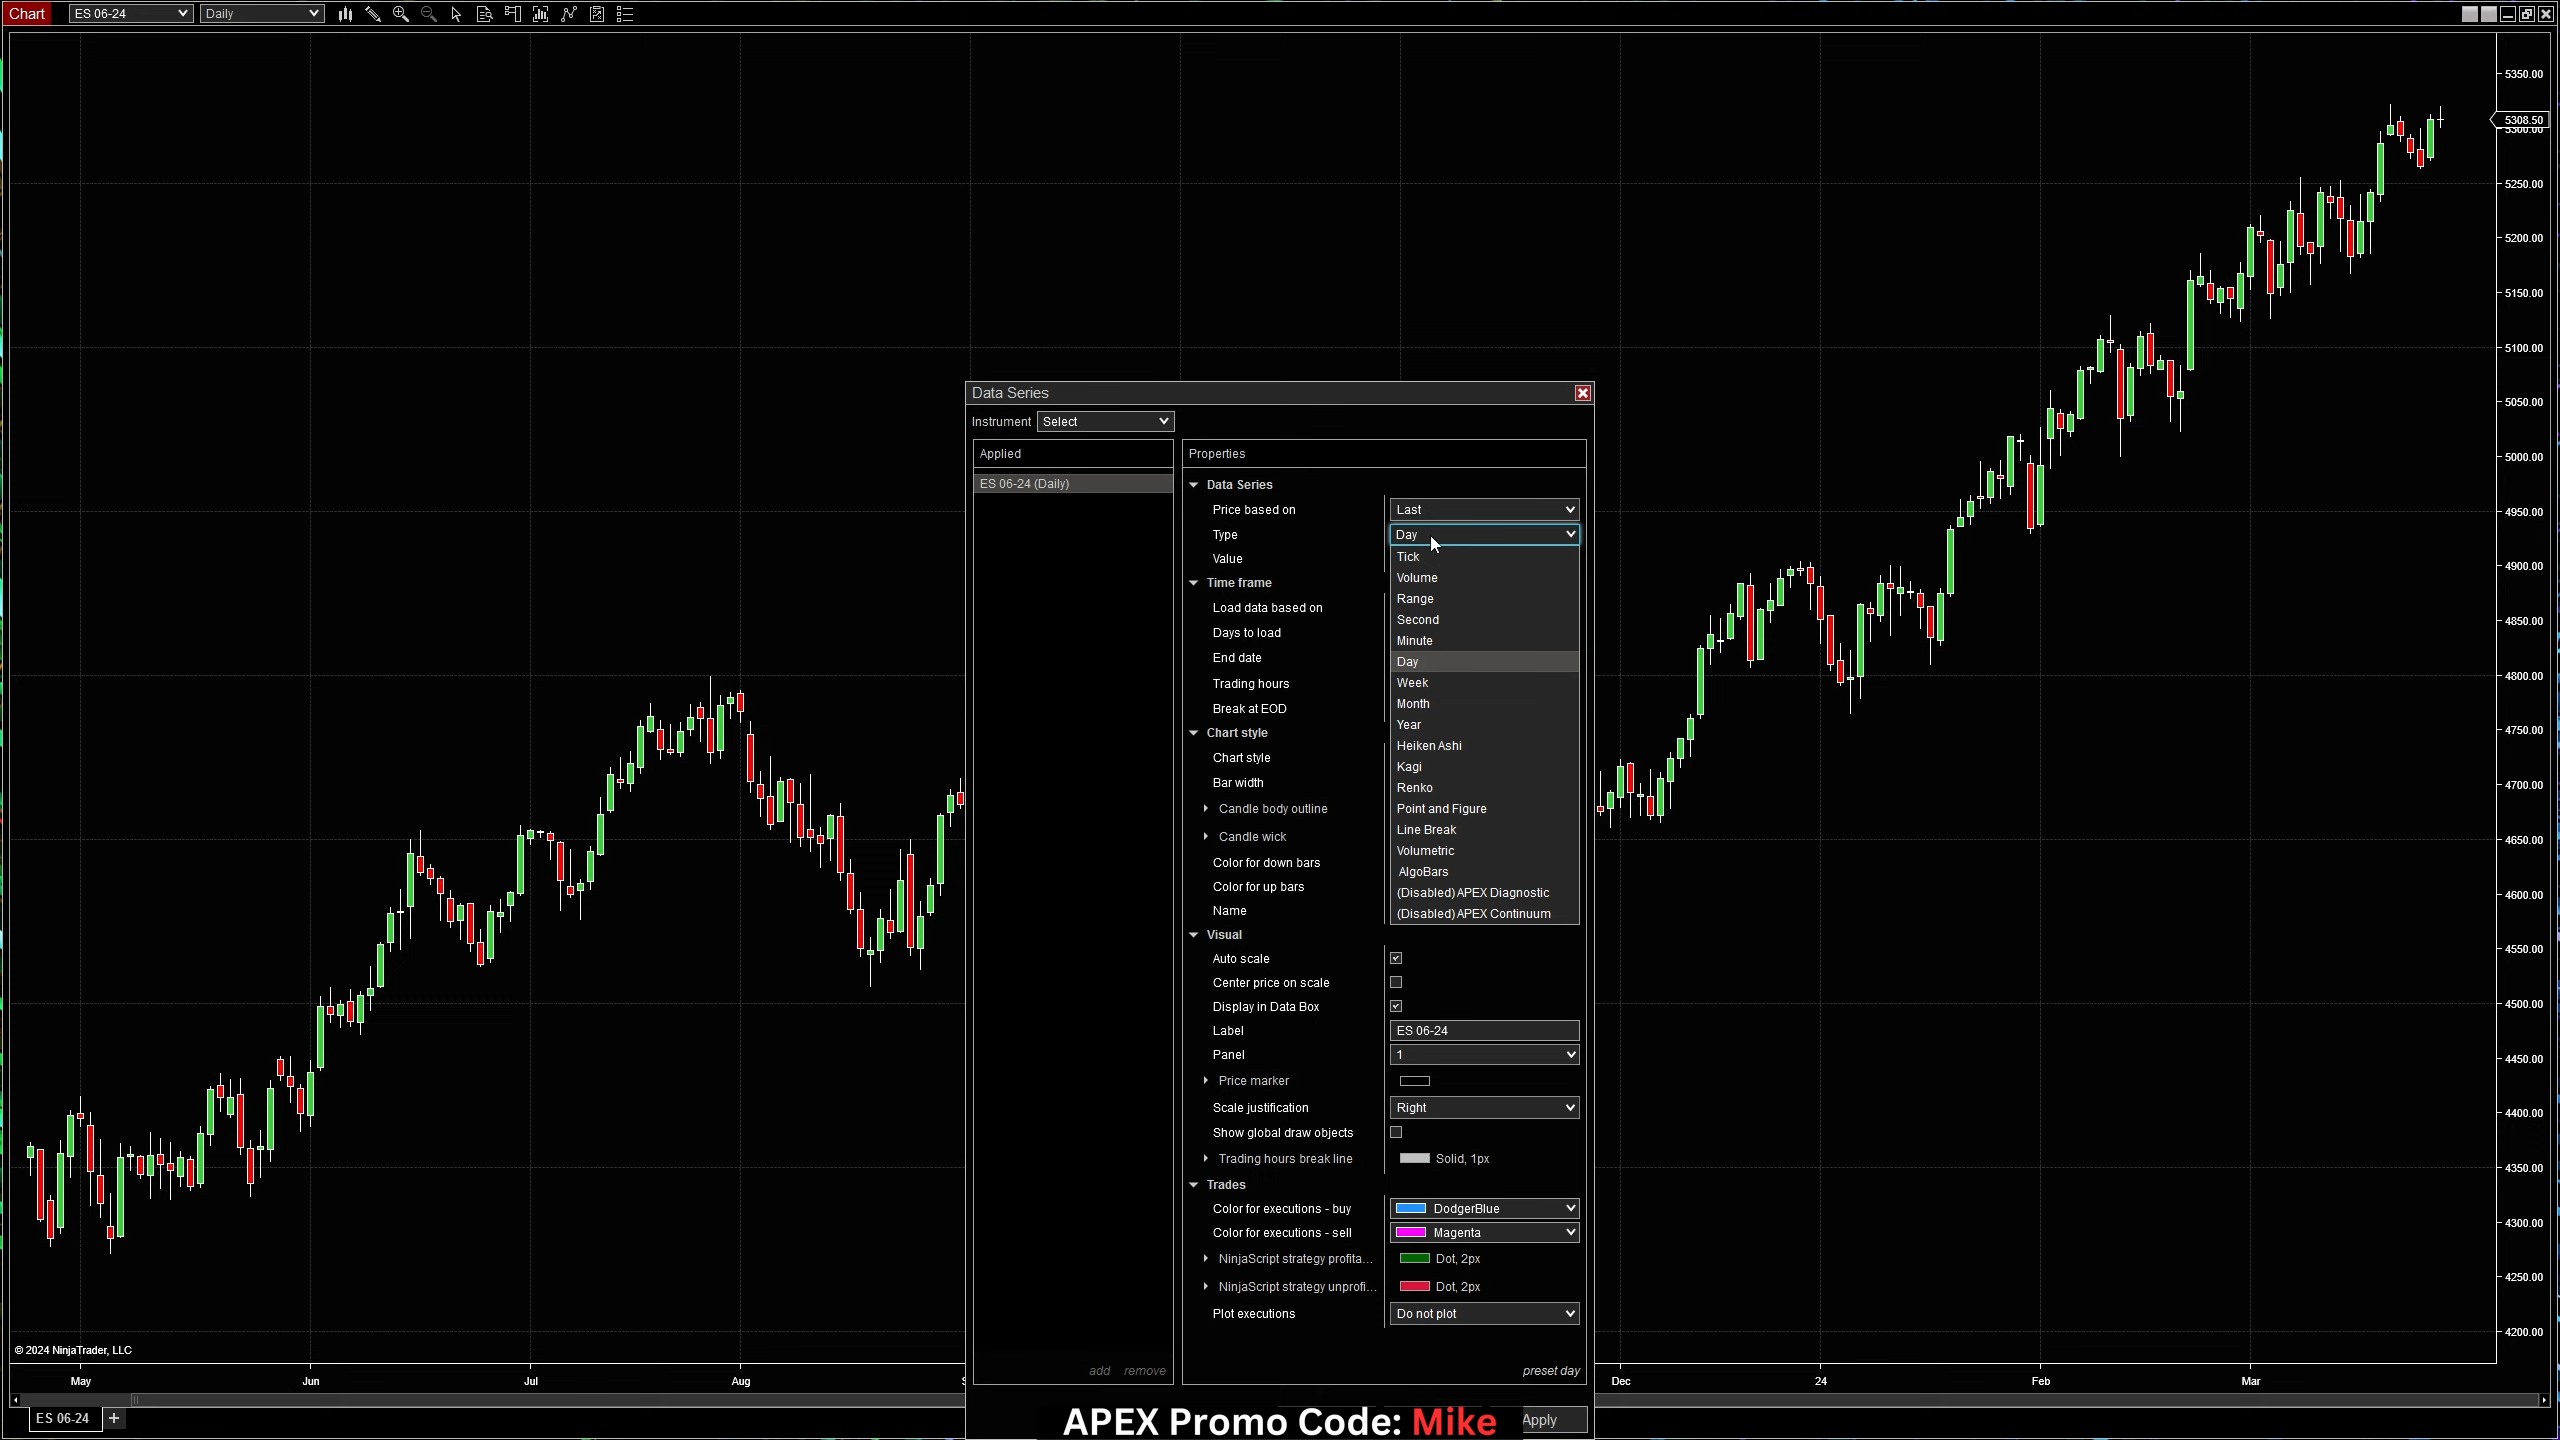 Chart ES 06-24 Daily
5350.00
5308.50
5300.00
5250.00
5200.00
5150.00
5100.00
5050.00
5000.00
4950.00
4900.00
4850.00
4800.00
4750.00
4700.00
4650.00
4600.00
4550.00
4500.00
4450.00
4400.00
4350.00
4300.00
4250.00
4200.00
Data Series
Instrument Select
Applied
ES 06-24 (Daily)
Properties
Data Series
Price based on Last
Type Day
Value
Time frame
Load data based on
Days to load
End date
Trading hours
Break at EOD
Chart style
Chart style
Bar width
Candle body outline
Candle wick
Color for down bars
Color for up bars
Name
Tick
Volume
Range
Second
Minute
Day
Week
Month
Year
Heiken Ashi
Kagi
Renko
Point and Figure
Line Break
Volumetric
AlgoBars
(Disabled) APEX Diagnostic
(Disabled) APEX Continuum
Visual
Auto scale
Center price on scale
Display in Data Box
Label ES 06-24
Panel 1
Price marker
Scale justification Right
Show global draw objects
Trading hours break line Solid, 1px
Trades
Color for executions - buy DodgerBlue
Color for executions - sell Magenta
NinjaScript strategy profita... Dot, 2px
NinjaScript strategy unprofi... Dot, 2px
Plot executions Do not plot
add remove
preset day
Apply
© 2024 NinjaTrader, LLC
May Jun Jul Aug Dec 24 Feb Mar
ES 06-24 +
APEX Promo Code: Mike